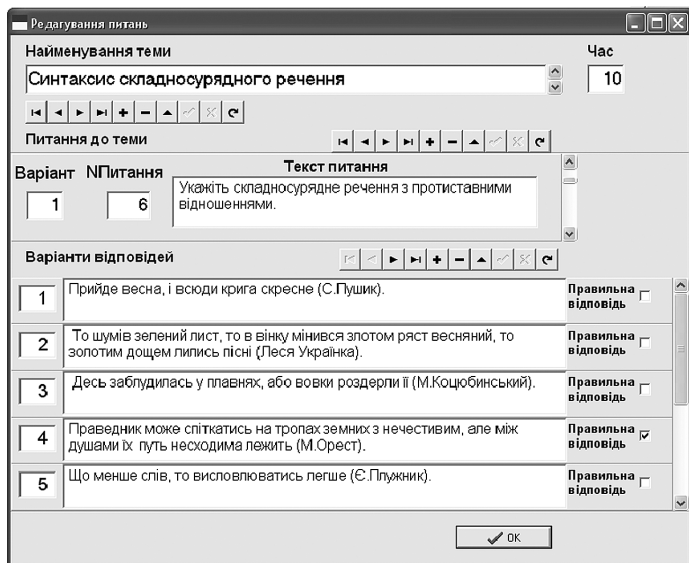 Редагування питань
Найменування теми
Час
Синтаксис складносурядного речення
10
Питання до теми
Текст питання
Варіант
NПитання
1
6
Укажіть складносурядне речення з протиставними
відношеннями.
Варіанти відповідей
1
Прийде весна, і всюди крига скресне (С.Пушик).
Правильна
відповідь
2
То шумів зелений лист, то в вінку мінився злотом ряст весняний, то
золотим дощем лились пісні (Леся Українка).
Правильна
відповідь
3
Десь заблудилась у плавнях, або вовки роздерли її (М.Коцюбинський).
Правильна
відповідь
4
Праведник може спіткатись на тропах земних з нечестивим, але між
душами їх путь несходима лежить (М.Орест).
Правильна
відповідь
5
Що менше слів, то висловлюватись легше (Є.Плужник).
Правильна
відповідь
OK